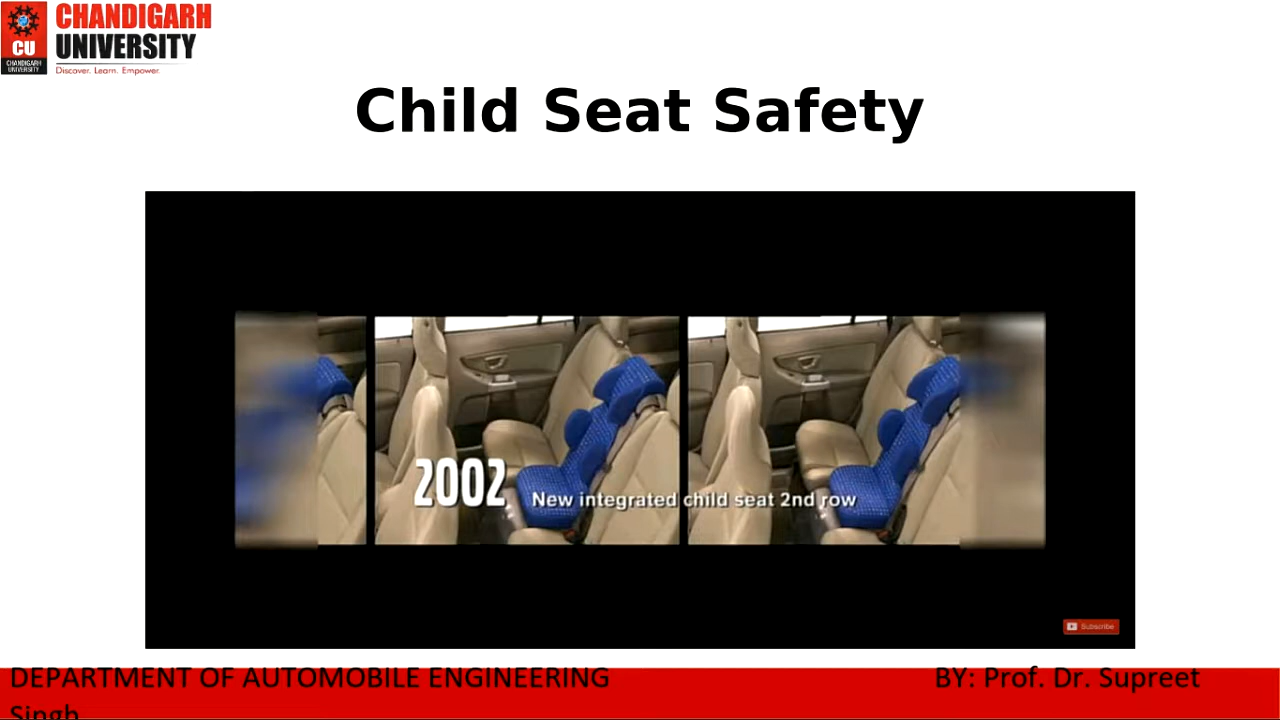 CHANDIGARH
UNIVERSITY
Discover. Learn. Empower.
CU
CHANDIGARH
UNIVERSITY
Child Seat Safety
2002 New integrated child seat 2nd row
Subscribe
DEPARTMENT OF AUTOMOBILE ENGINEERING BY: Prof. Dr. Supreet
Singh